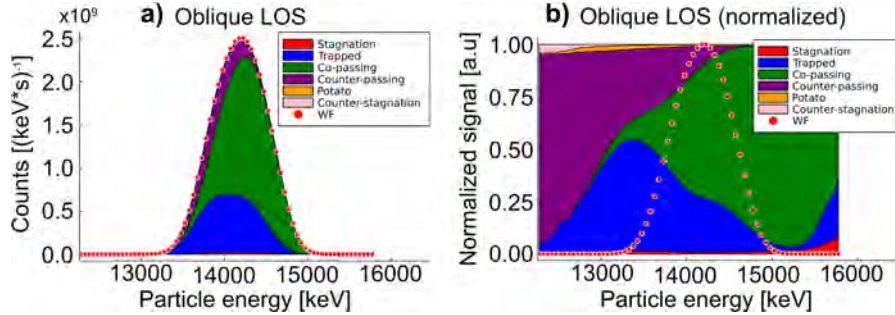 a) Oblique LOS
×10⁹
2.5
2.0
1.5
1.0
0.5
0.0
Counts [(keV*s)⁻¹]
Stagnation
Trapped
Co-passing
Counter-passing
Potato
Counter-stagnation
WF
13000 14000 15000 16000
Particle energy [keV]
b) Oblique LOS (normalized)
1.00
0.75
0.50
0.25
0.00
Normalized signal [a.u]
Stagnation
Trapped
Co-passing
Counter-passing
Potato
Counter-stagnation
WF
13000 14000 15000 16000
Particle energy [keV]